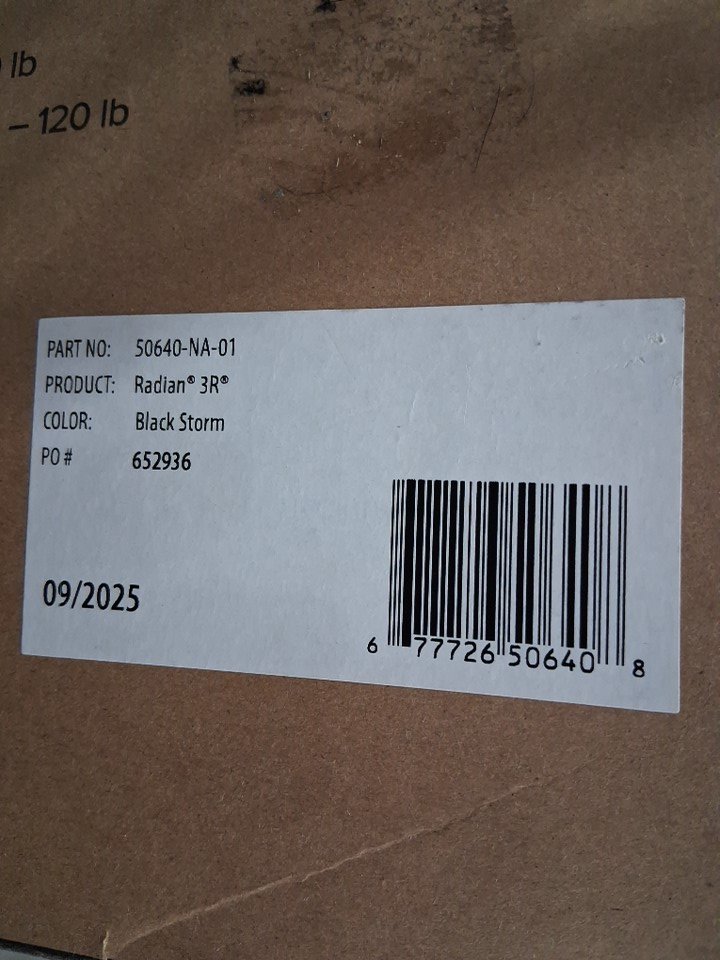 lb
– 120 lb
PART NO: 50640-NA-01
PRODUCT: Radian® 3R®
COLOR: Black Storm
PO # 652936
09/2025
6 77726 50640 8